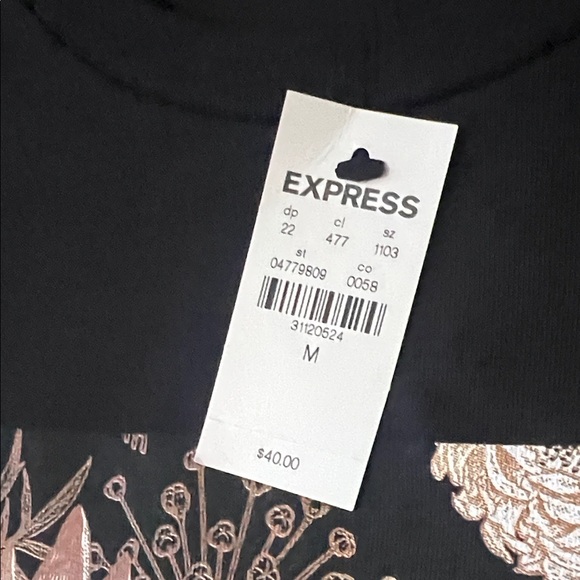 EXPRESS
dp cl sz
22 477 1103
st co
04779809 0058
31120524
M
$40.00